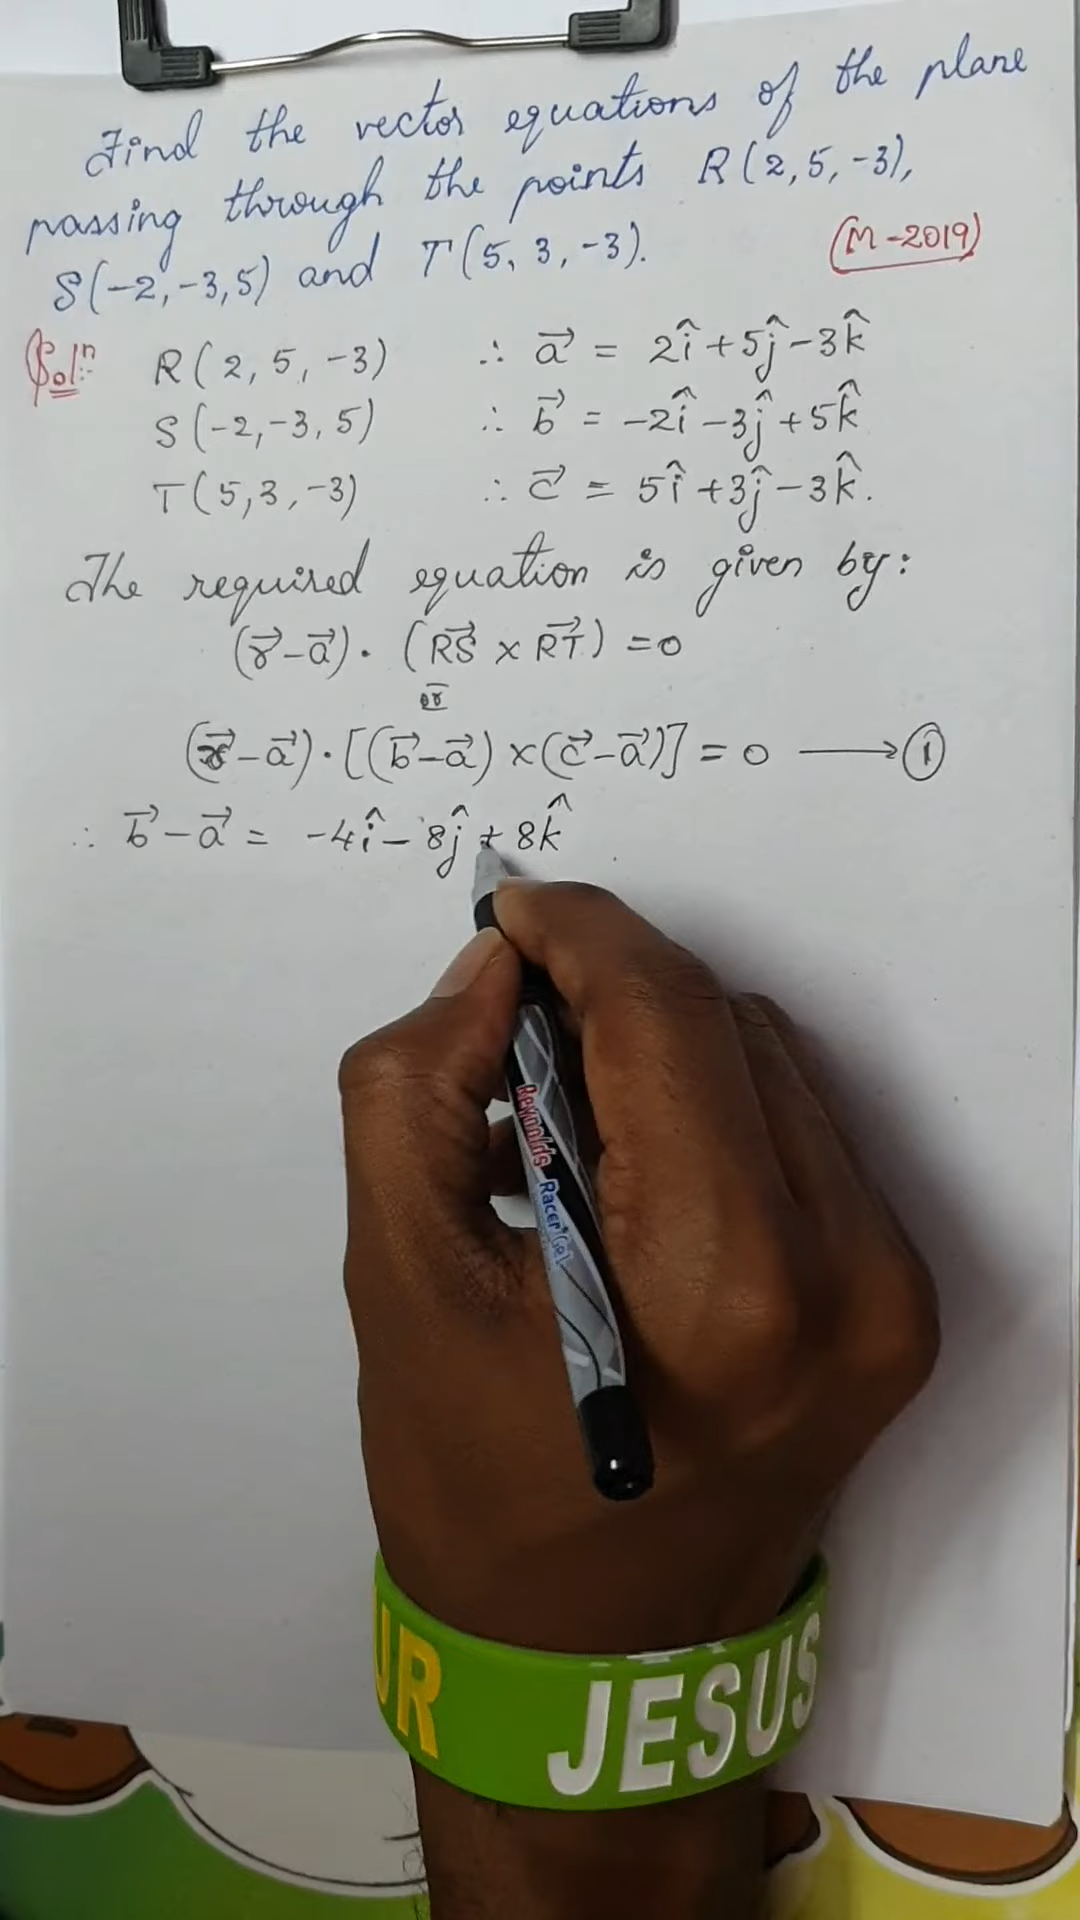 Find the vector equations of the plane
passing through the points R(2, 5, -3),
S(-2, -3, 5) and T(5, 3, -3).
(M-2019)
Solⁿ:-
R(2, 5, -3) ∴ a⃗ = 2î + 5ĵ - 3k̂
S(-2, -3, 5) ∴ b⃗ = -2î - 3ĵ + 5k̂
T(5, 3, -3) ∴ c⃗ = 5î + 3ĵ - 3k̂.
The required equation is given by:
(r⃗ - a⃗) · (RS⃗ × RT⃗) = 0
or
(r⃗ - a⃗) · [(b⃗ - a⃗) × (c⃗ - a⃗)] = 0 ⟶ ①
∴ b⃗ - a⃗ = -4î - 8ĵ + 8k̂
Reynolds Racer Gel
UR JESUS